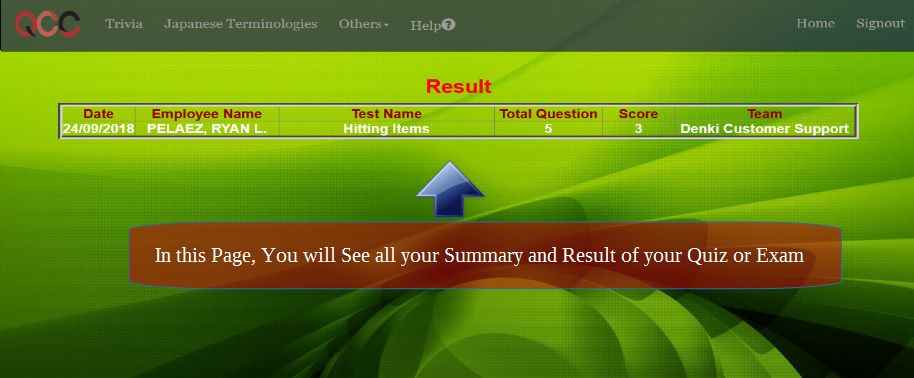 QCC Trivia Japanese Terminologies Others Help Home Signout
Result
Date Employee Name Test Name Total Question Score Team
24/09/2018 PELAEZ, RYAN L. Hitting Items 5 3 Denki Customer Support
In this Page, You will See all your Summary and Result of your Quiz or Exam